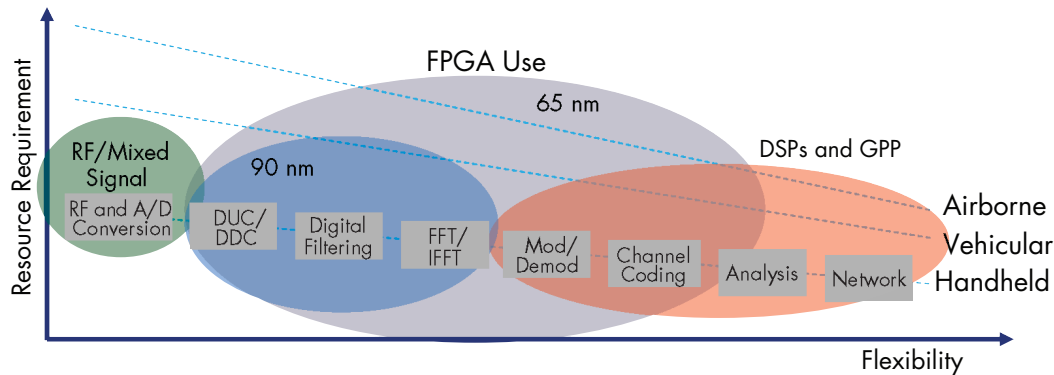 Resource Requirement
FPGA Use
65 nm
90 nm
RF/Mixed
Signal
DSPs and GPP
RF and A/D
Conversion
DUC/
DDC
Digital
Filtering
FFT/
IFFT
Mod/
Demod
Channel
Coding
Analysis
Network
Airborne
Vehicular
Handheld
Flexibility